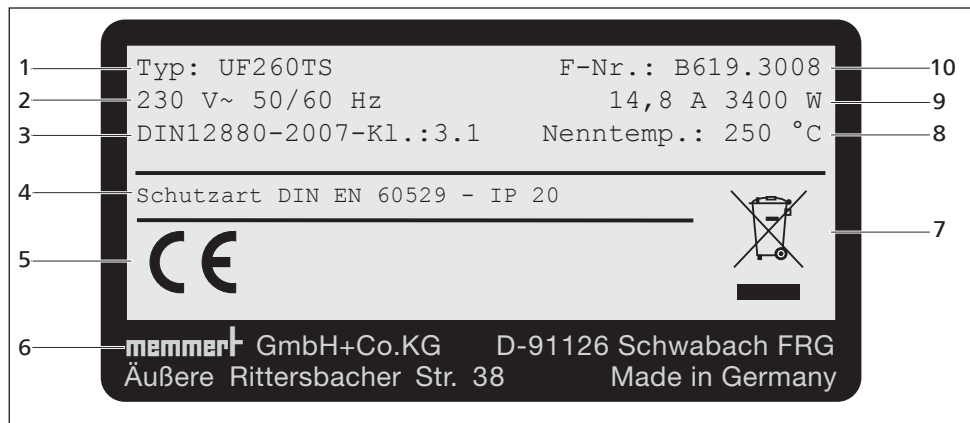 1 Typ: UF260TS F-Nr.: B619.3008 10
2 230 V~ 50/60 Hz 14,8 A 3400 W 9
3 DIN12880-2007-Kl.:3.1 Nenntemp.: 250 °C 8
4 Schutzart DIN EN 60529 - IP 20
7
5 CE
6 memmert GmbH+Co.KG D-91126 Schwabach FRG
Äußere Rittersbacher Str. 38 Made in Germany